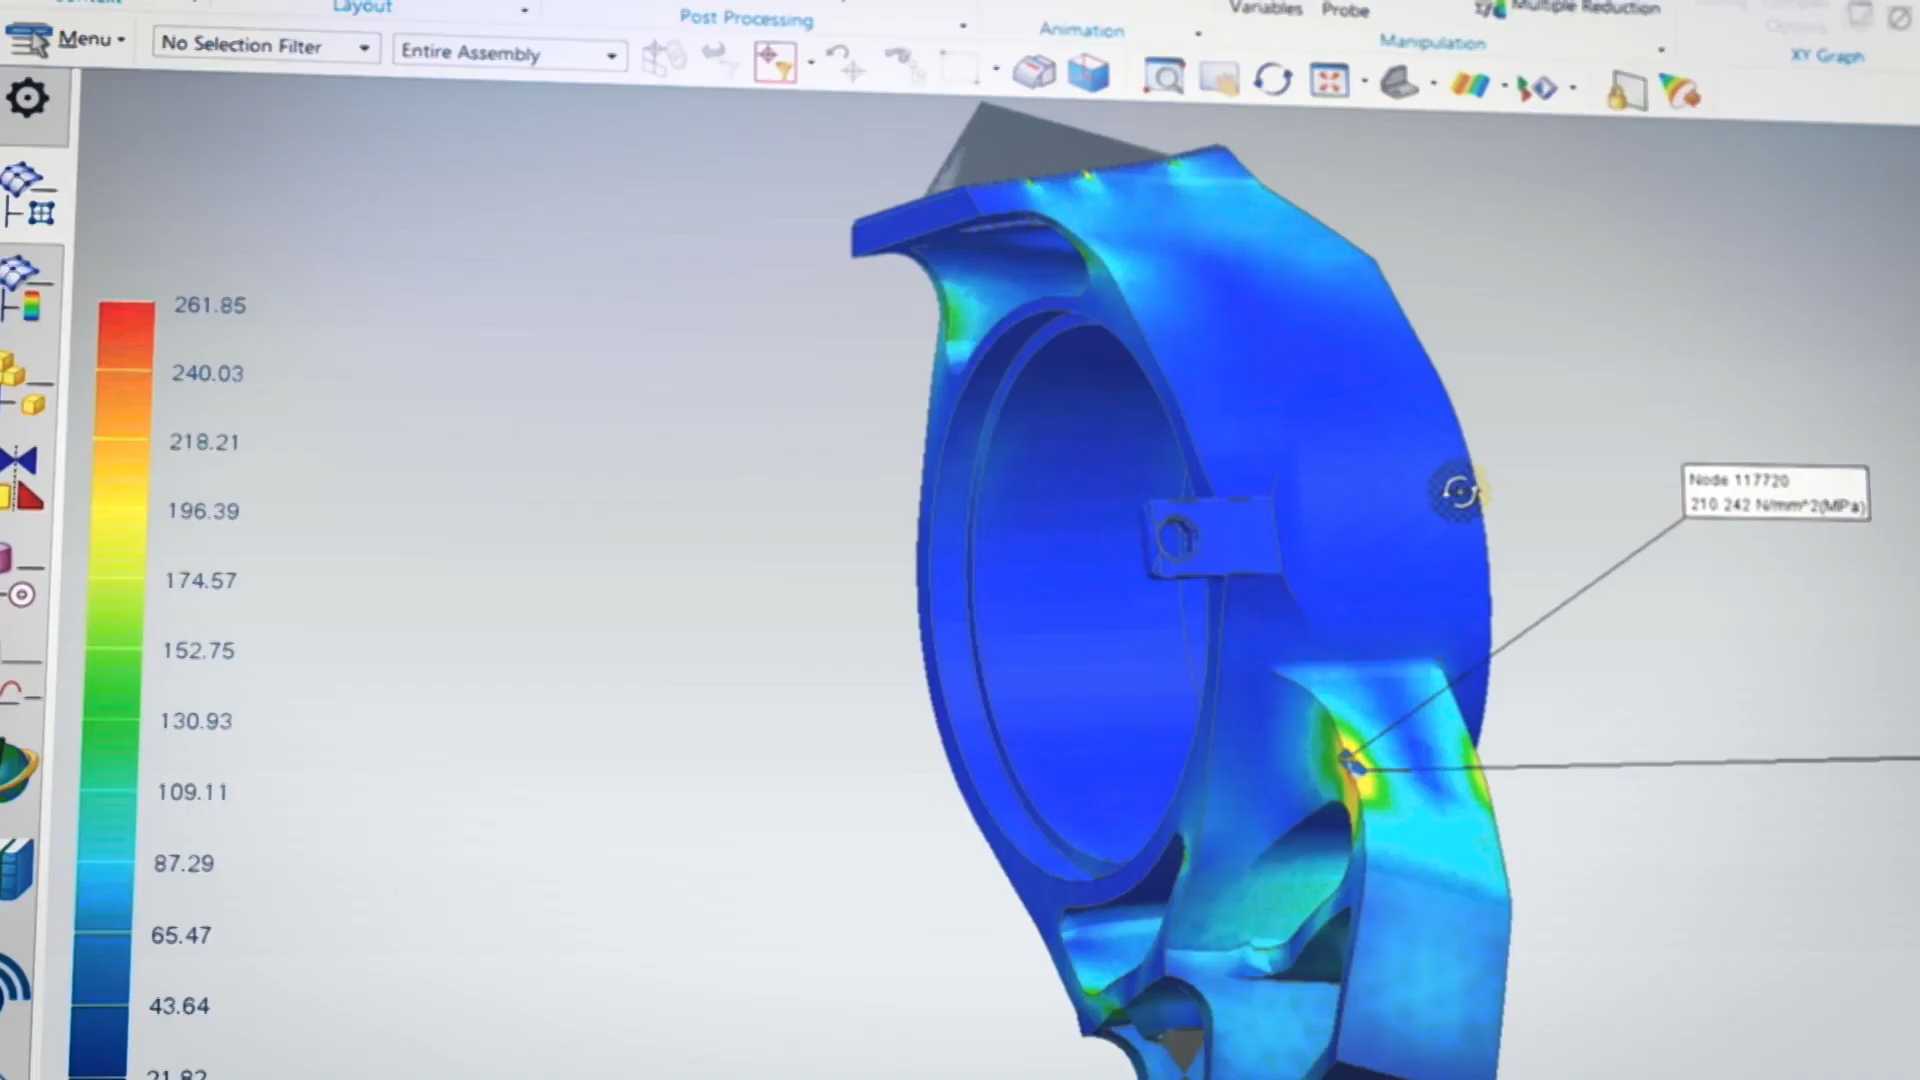 Layout
Post Processing
Animation
Variables
Probe
Multiple Reduction
Manipulation
XY Graph
Menu
No Selection Filter
Entire Assembly
261.85
240.03
218.21
196.39
174.57
152.75
130.93
109.11
87.29
65.47
43.64
21.82
Node 117720
210 242 N/mm^2(MPa)